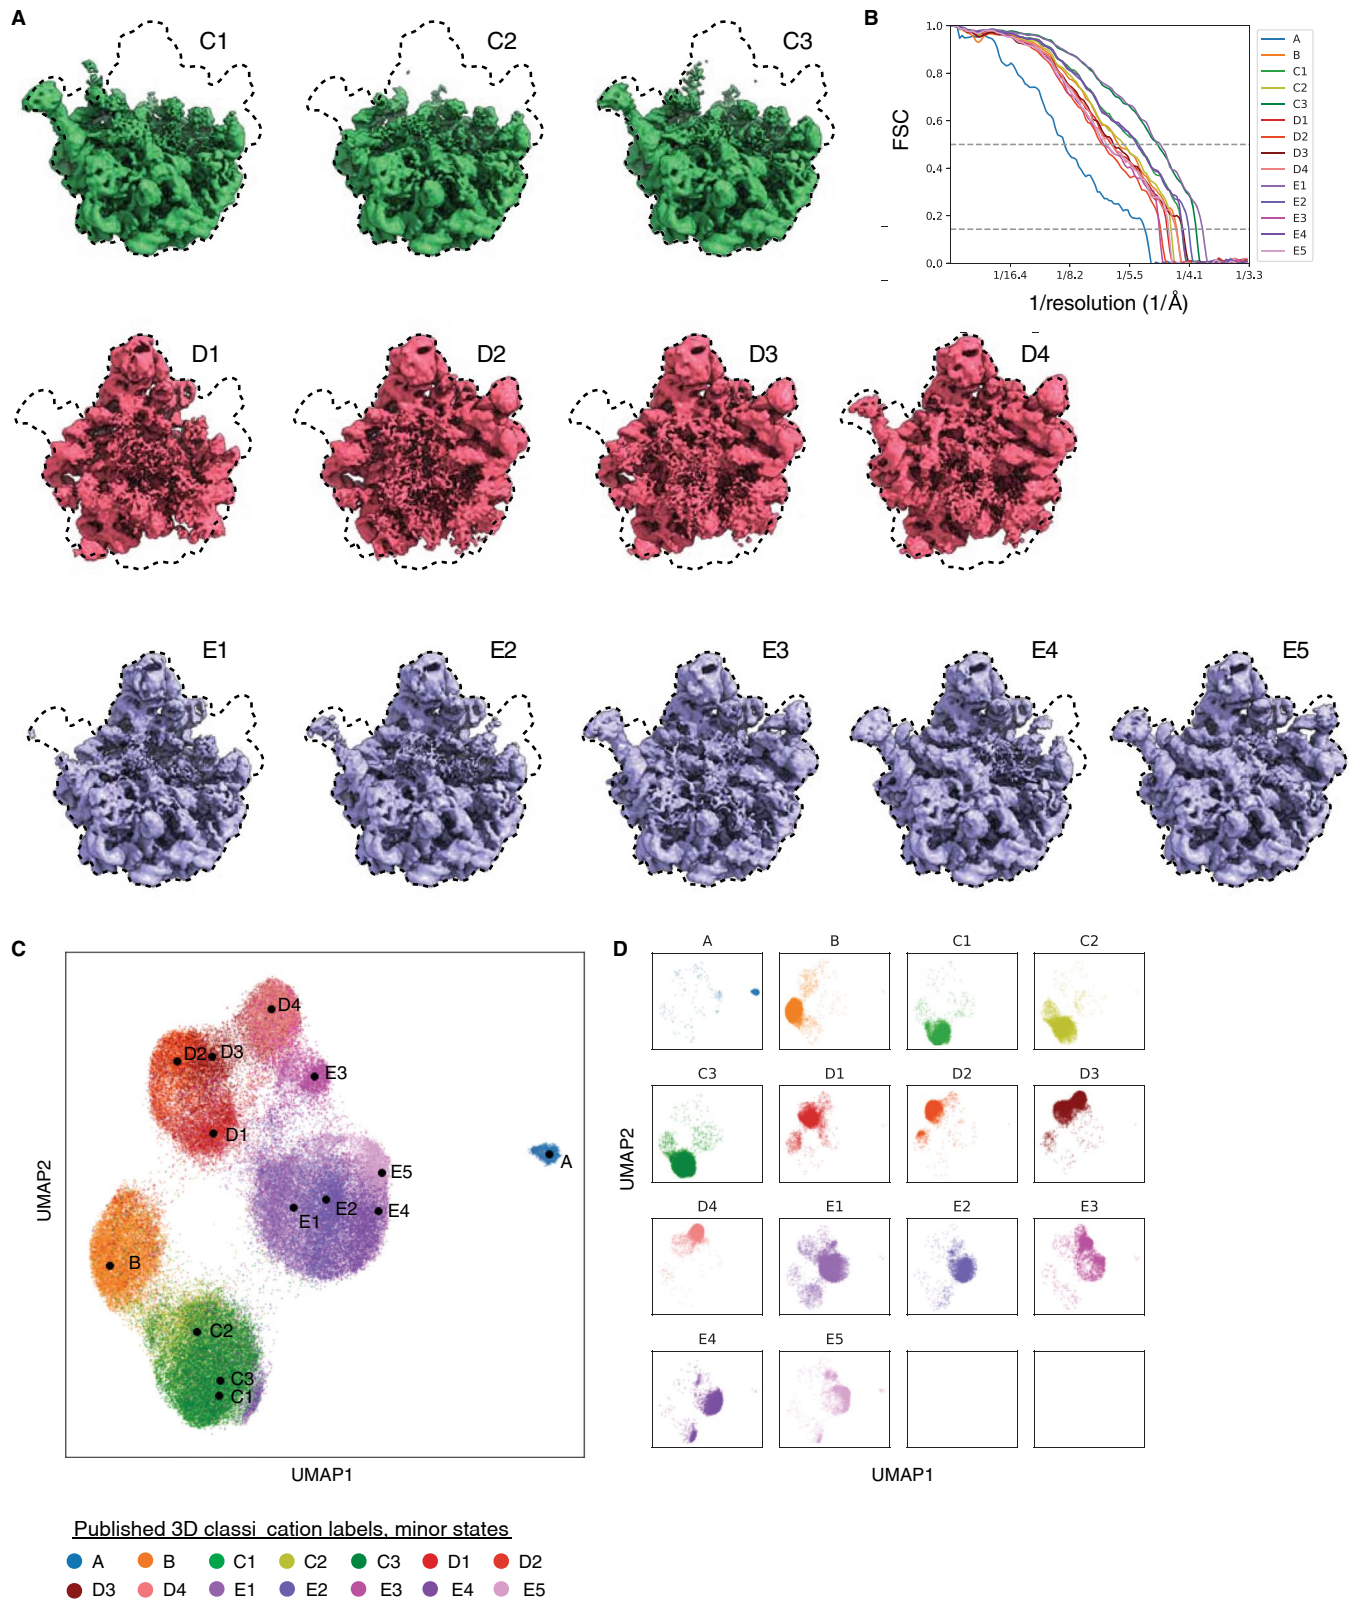 A
C1
C2
C3
B
FSC
1.0
0.8
0.6
0.4
0.2
0.0
1/16.4
1/8.2
1/5.5
1/4.1
1/3.3
1/resolution (1/Å)
A
B
C1
C2
C3
D1
D2
D3
D4
E1
E2
E3
E4
E5
D1
D2
D3
D4
E1
E2
E3
E4
E5
C
UMAP2
D4
D2
D3
E3
D1
A
E5
E2
E4
E1
B
C2
C3
C1
UMAP1
D
UMAP2
A
B
C1
C2
C3
D1
D2
D3
D4
E1
E2
E3
E4
E5
UMAP1
Published 3D classi cation labels, minor states
A B C1 C2 C3 D1 D2
D3 D4 E1 E2 E3 E4 E5